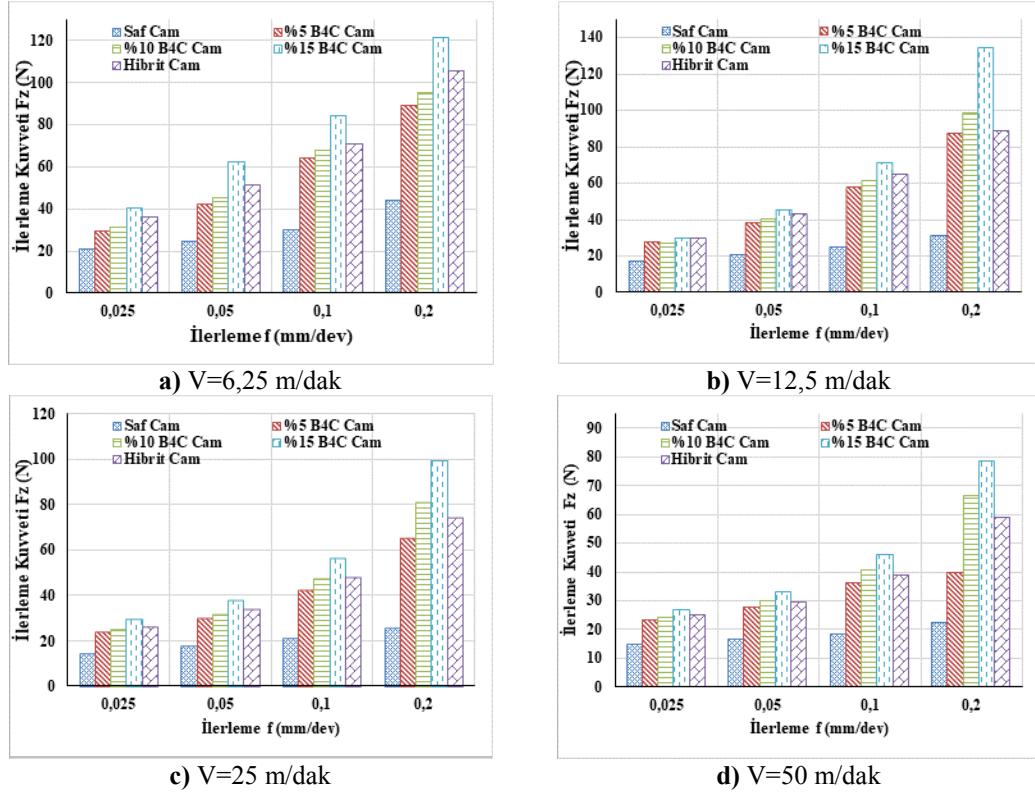 Saf Cam
%5 B4C Cam
%10 B4C Cam
%15 B4C Cam
Hibrit Cam
İlerleme Kuvveti Fz (N)
120
100
80
60
40
20
0
0,025
0,05
0,1
0,2
İlerleme f (mm/dev)
a) V=6,25 m/dak
Saf Cam
%5 B4C Cam
%10 B4C Cam
%15 B4C Cam
Hibrit Cam
İlerleme Kuvveti Fz (N)
140
120
100
80
60
40
20
0
0,025
0,05
0,1
0,2
İlerleme f (mm/dev)
b) V=12,5 m/dak
Saf Cam
%5 B4C Cam
%10 B4C Cam
%15 B4C Cam
Hibrit Cam
İlerleme Kuvveti Fz (N)
120
100
80
60
40
20
0
0,025
0,05
0,1
0,2
İlerleme f (mm/dev)
c) V=25 m/dak
Saf Cam
%5 B4C Cam
%10 B4C Cam
%15 B4C Cam
Hibrit Cam
İlerleme Kuvveti Fz (N)
90
80
70
60
50
40
30
20
10
0
0,025
0,05
0,1
0,2
İlerleme f (mm/dev)
d) V=50 m/dak